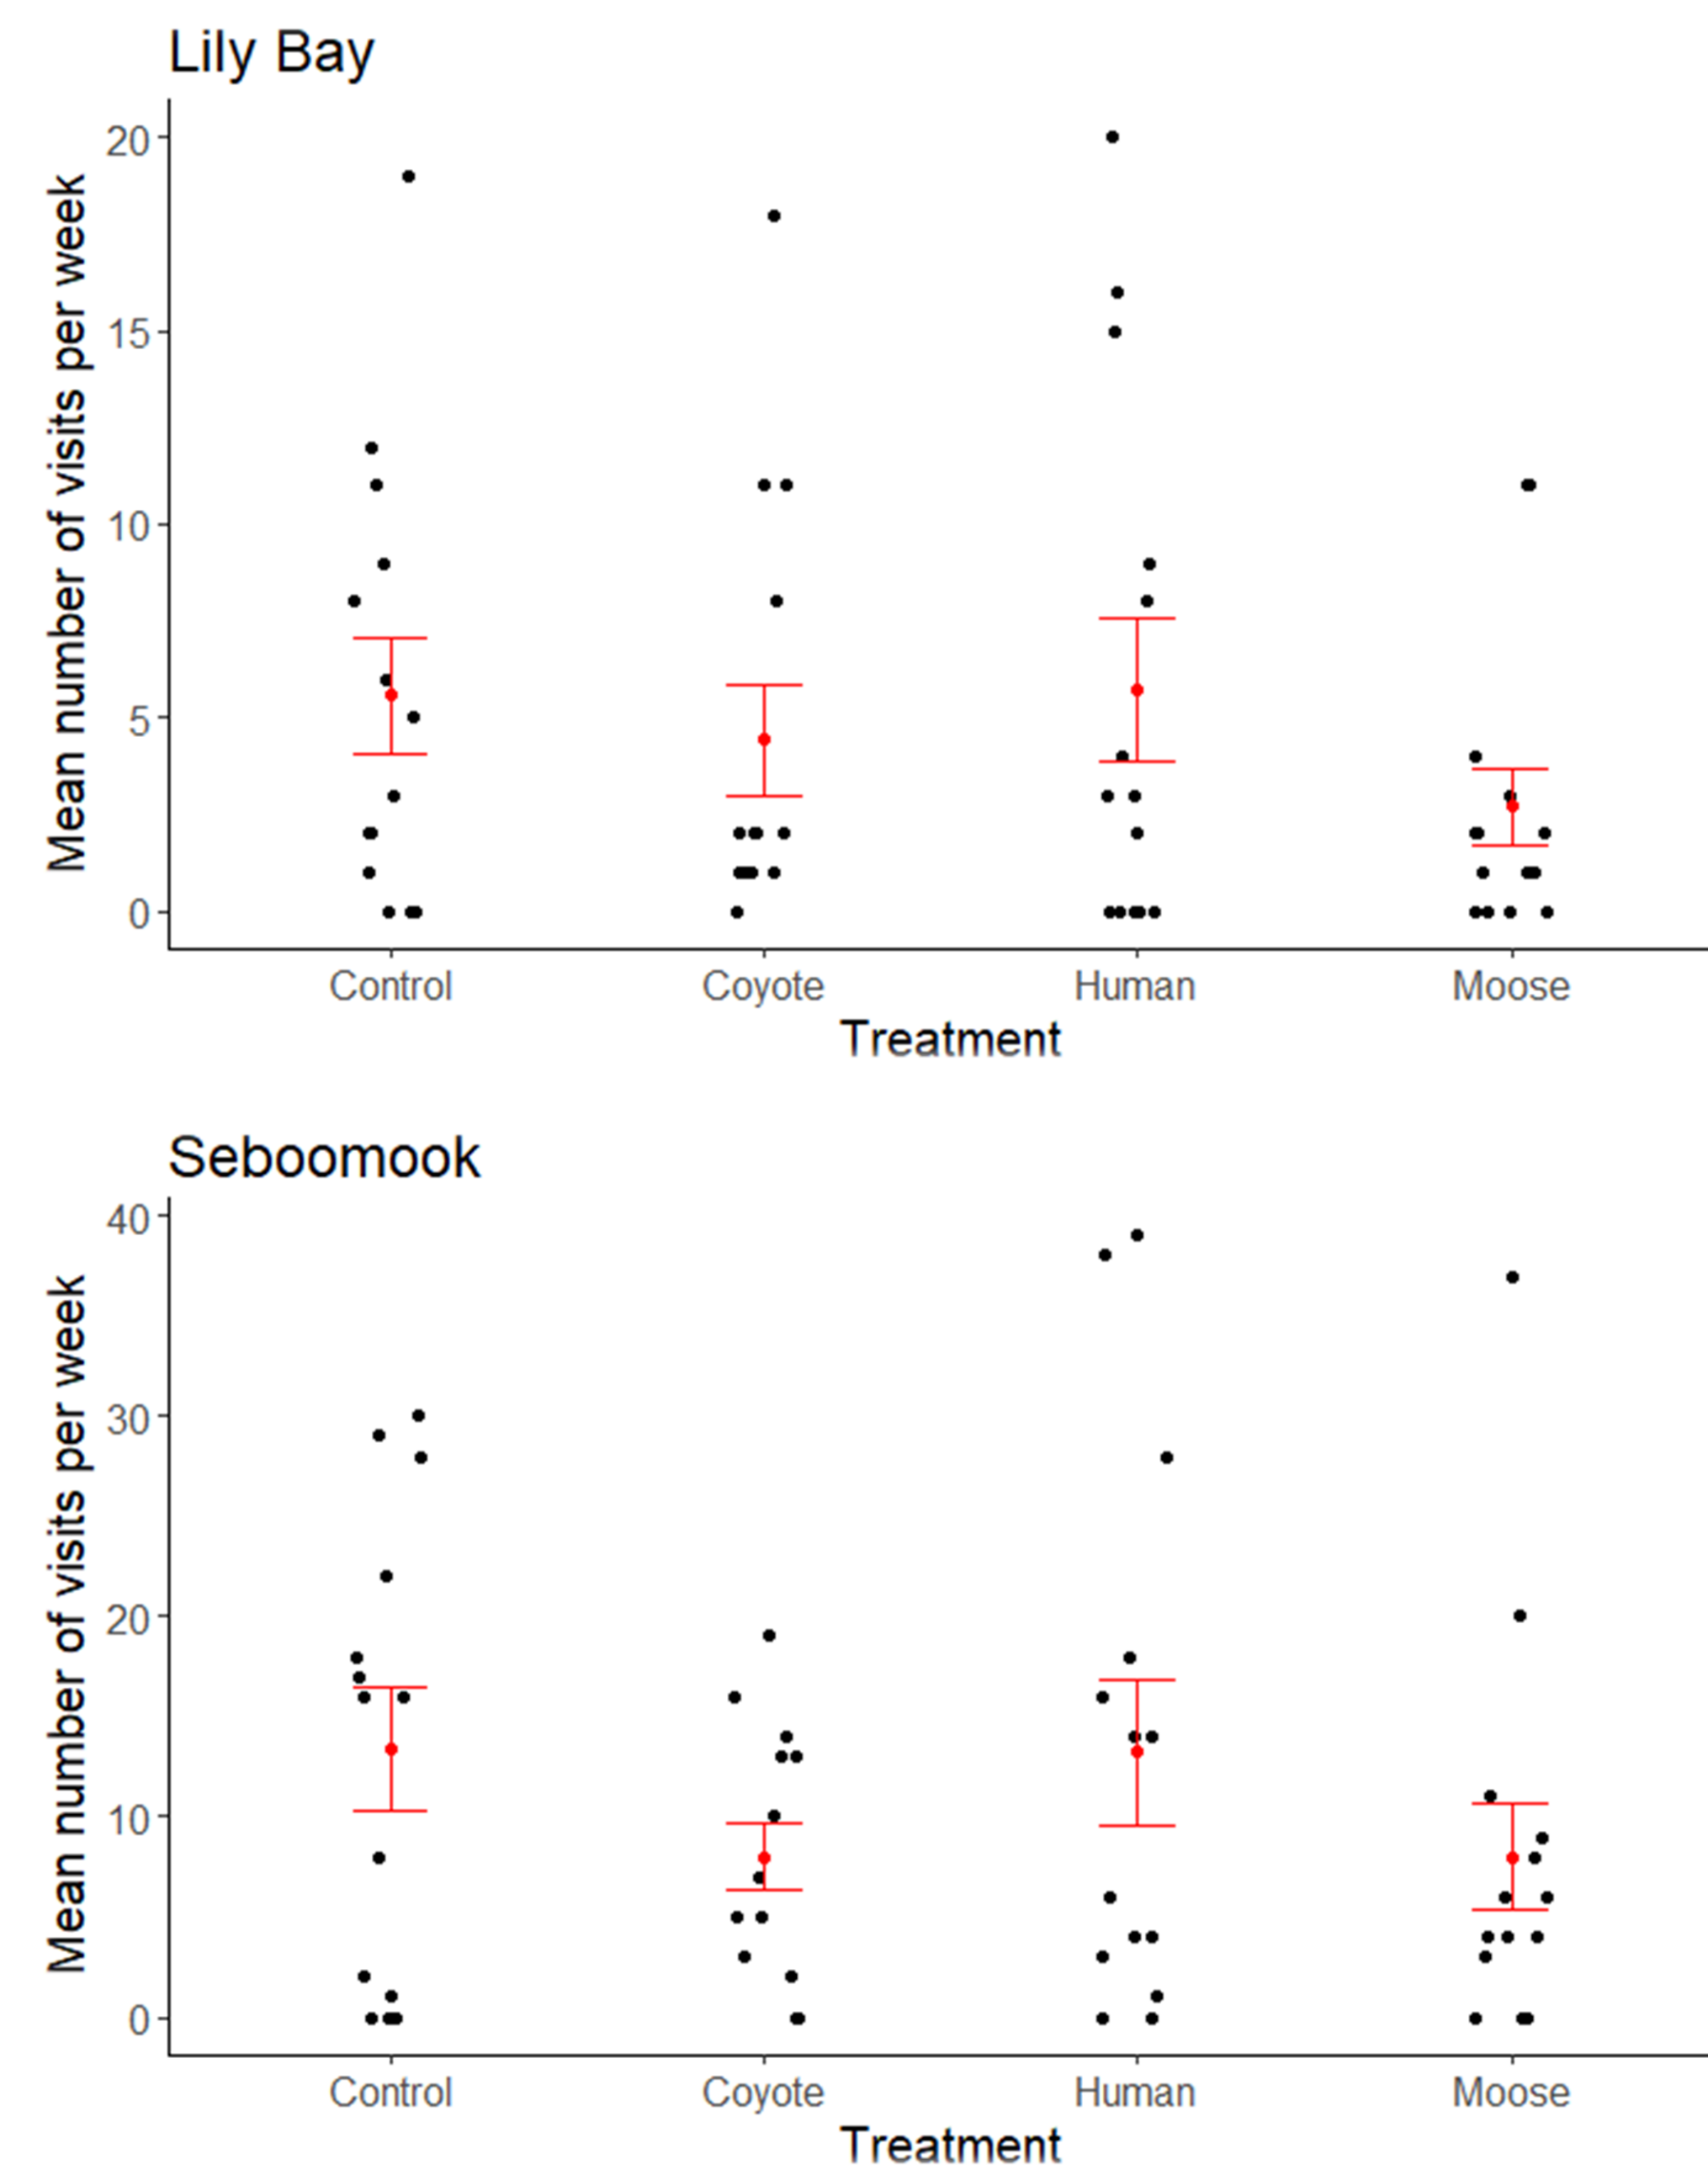 Lily Bay
Mean number of visits per week
20
15
10
5
0
Control Coyote Human Moose
Treatment
Seboomook
Mean number of visits per week
40
30
20
10
0
Control Coyote Human Moose
Treatment